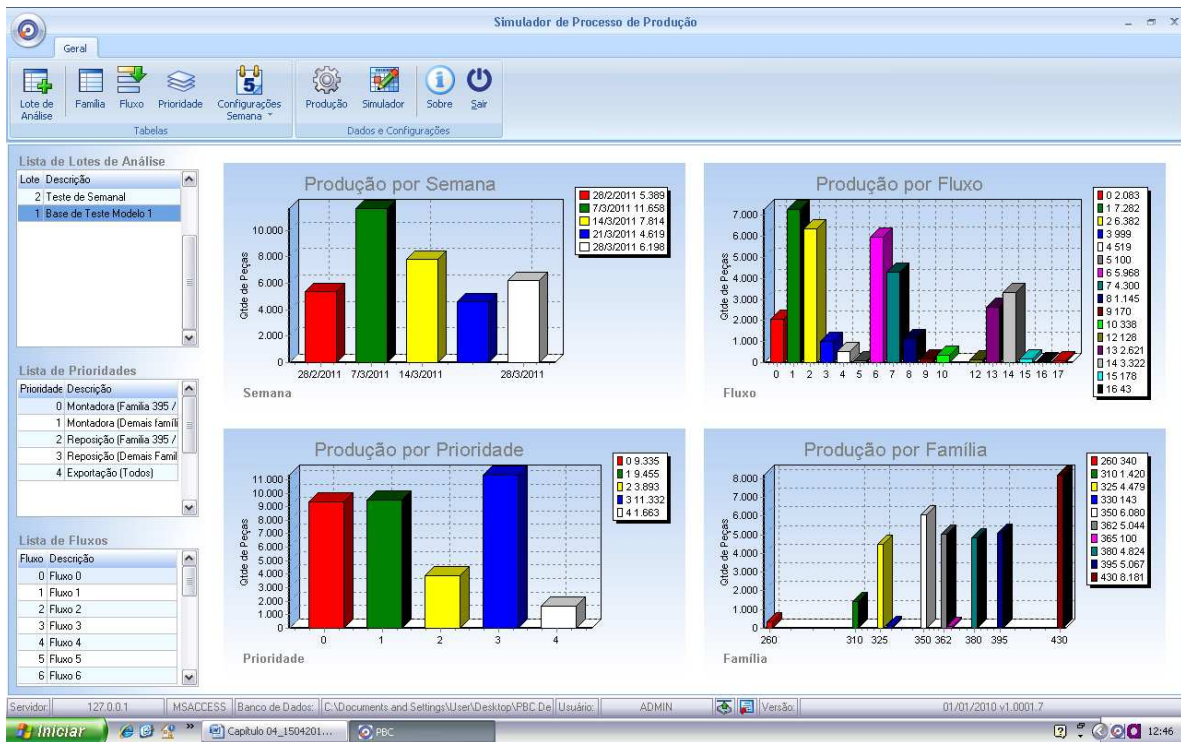 Simulador de Processo de Produção
Geral
Lote de Análise
Família
Fluxo
Prioridade
Configurações Semana
Produção
Simulador
Sobre
Sair
Tabelas
Dados e Configurações
Lista de Lotes de Análise
Lote Descrição
2 Teste de Semanal
1 Base de Teste Modelo 1
Lista de Prioridades
Prioridade Descrição
0 Montadora (Familia 395 /
1 Montadora (Demais famíli
2 Reposição (Familia 395 /
3 Reposição (Demais Famil
4 Exportação (Todos)
Lista de Fluxos
Fluxo Descrição
0 Fluxo 0
1 Fluxo 1
2 Fluxo 2
3 Fluxo 3
4 Fluxo 4
5 Fluxo 5
6 Fluxo 6
Produção por Semana
Qtde de Peças
10.000
8.000
6.000
4.000
2.000
0
28/2/2011 7/3/2011 14/3/2011 28/3/2011
Semana
28/2/2011 5.389
7/3/2011 11.658
14/3/2011 7.814
21/3/2011 4.619
28/3/2011 6.198
Produção por Fluxo
Qtde de Peças
7.000
6.000
5.000
4.000
3.000
2.000
1.000
0
0 1 2 3 4 5 6 7 8 9 10 12 13 14 15 16 17
Fluxo
0 2.083
1 7.282
2 6.382
3 999
4 519
5 100
6 5.968
7 4.300
8 1.145
9 170
10 338
12 128
13 2.621
14 3.322
15 178
16 43
Produção por Prioridade
Qtde de Peças
11.000
10.000
9.000
8.000
7.000
6.000
5.000
4.000
3.000
2.000
1.000
0
0 1 2 3 4
Prioridade
0 9.335
1 9.455
2 3.893
3 11.332
4 1.663
Produção por Família
Qtde de Peças
8.000
7.000
6.000
5.000
4.000
3.000
2.000
1.000
0
260 310 325 350 362 380 395 430
Família
260 340
310 1.420
325 4.479
330 143
350 6.080
362 5.044
365 100
380 4.824
395 5.067
430 8.181
Servidor: 127.0.0.1 MSACCESS Banco de Dados: C:\Documents and Settings\User\Desktop\PBC De Usuário: ADMIN Versão: 01/01/2010 v1.0001.7
Iniciar » Capítulo 04_1504201... PBC 12:46